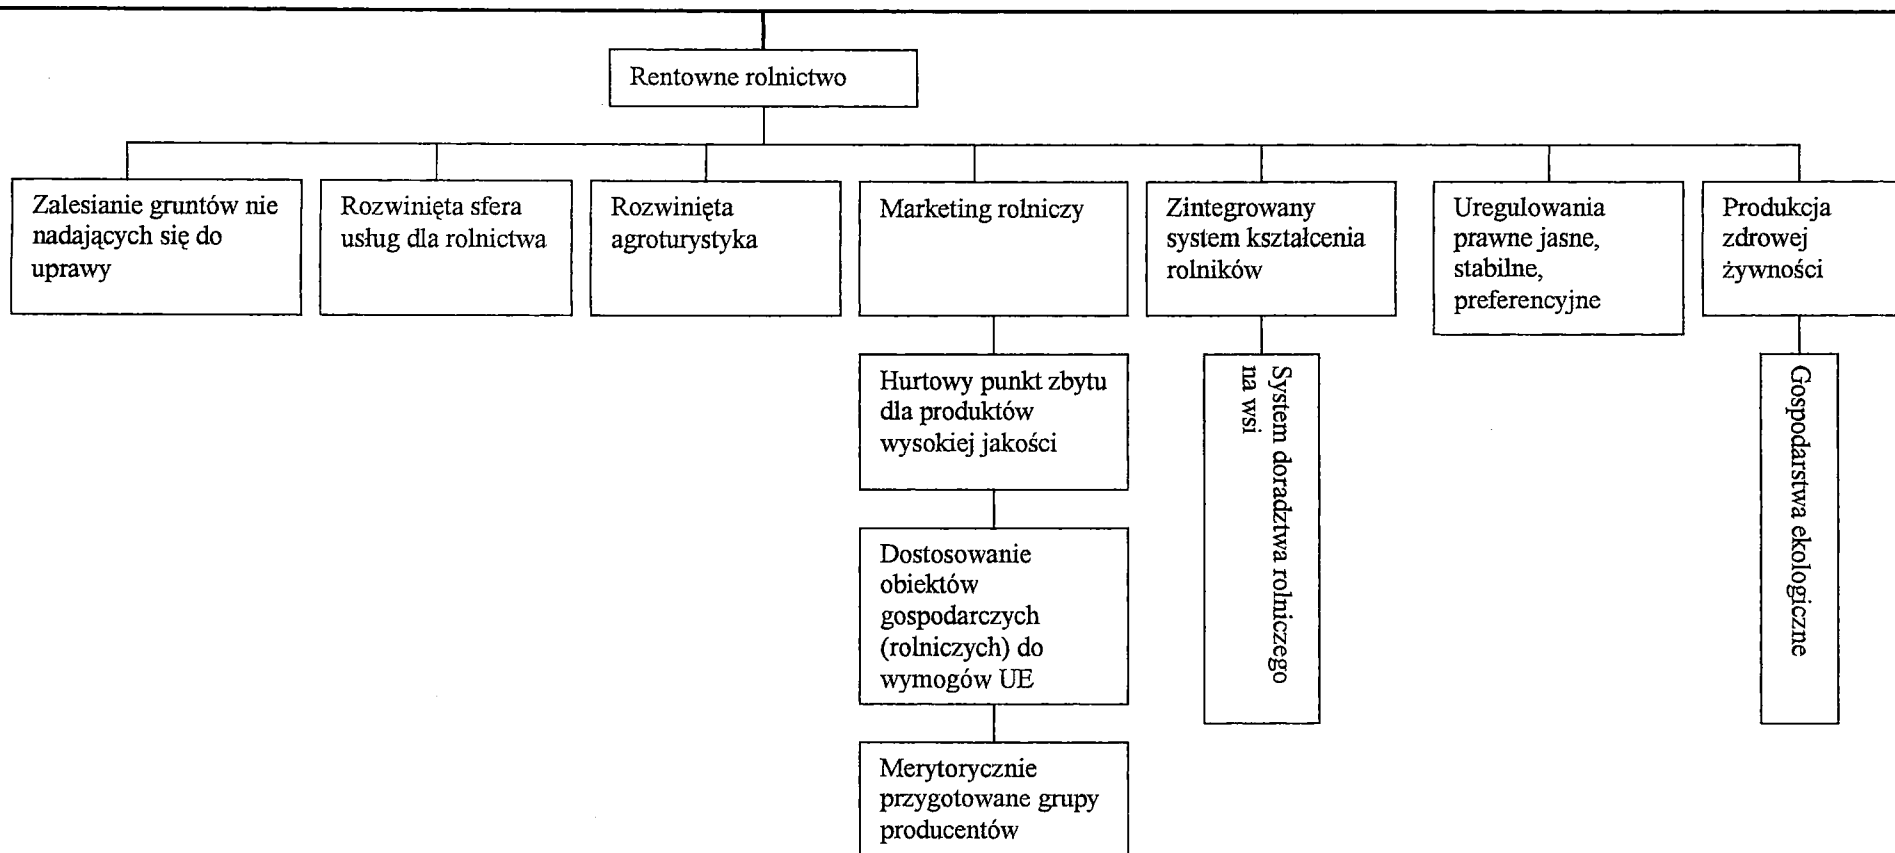 Rentowne rolnictwo
Zalesianie gruntów nie
nadających się do
uprawy
Rozwinięta sfera
usług dla rolnictwa
Rozwinięta
agroturystyka
Marketing rolniczy
Zintegrowany
system kształcenia
rolników
Uregulowania
prawne jasne,
stabilne,
preferencyjne
Produkcja
zdrowej
żywności
Hurtowy punkt zbytu
dla produktów
wysokiej jakości
Dostosowanie
obiektów
gospodarczych
(rolniczych) do
wymogów UE
Merytorycznie
przygotowane grupy
producentów
System doradztwa rolniczego
na wsi
Gospodarstwa ekologiczne